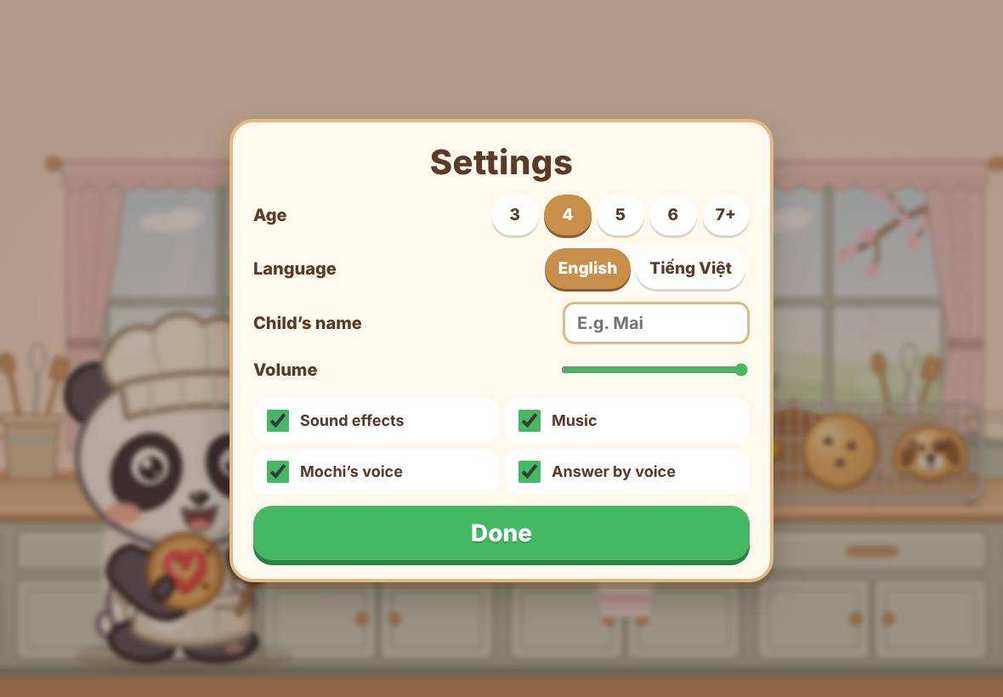 Settings
Age 3 4 5 6 7+
Language English Tiếng Việt
Child’s name E.g. Mai
Volume
Sound effects Music
Mochi’s voice Answer by voice
Done